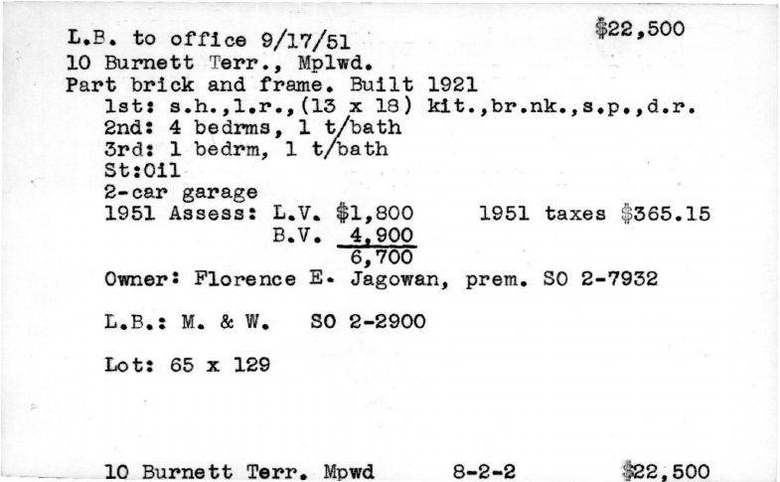 L.B. to office 9/17/51 $22,500
10 Burnett Terr., Mplwd.
Part brick and frame. Built 1921
1st: s.h.,l.r.,(13 x 18) kit.,br.nk.,s.p.,d.r.
2nd: 4 bedrms, 1 t/bath
3rd: 1 bedrm, 1 t/bath
St:Oil
2-car garage
1951 Assess: L.V. $1,800 1951 taxes $365.15
B.V. 4,900
6,700
Owner: Florence E. Jagowan, prem. SO 2-7932
L.B.: M. & W. SO 2-2900
Lot: 65 x 129
10 Burnett Terr. Mpwd 8-2-2 $22,500